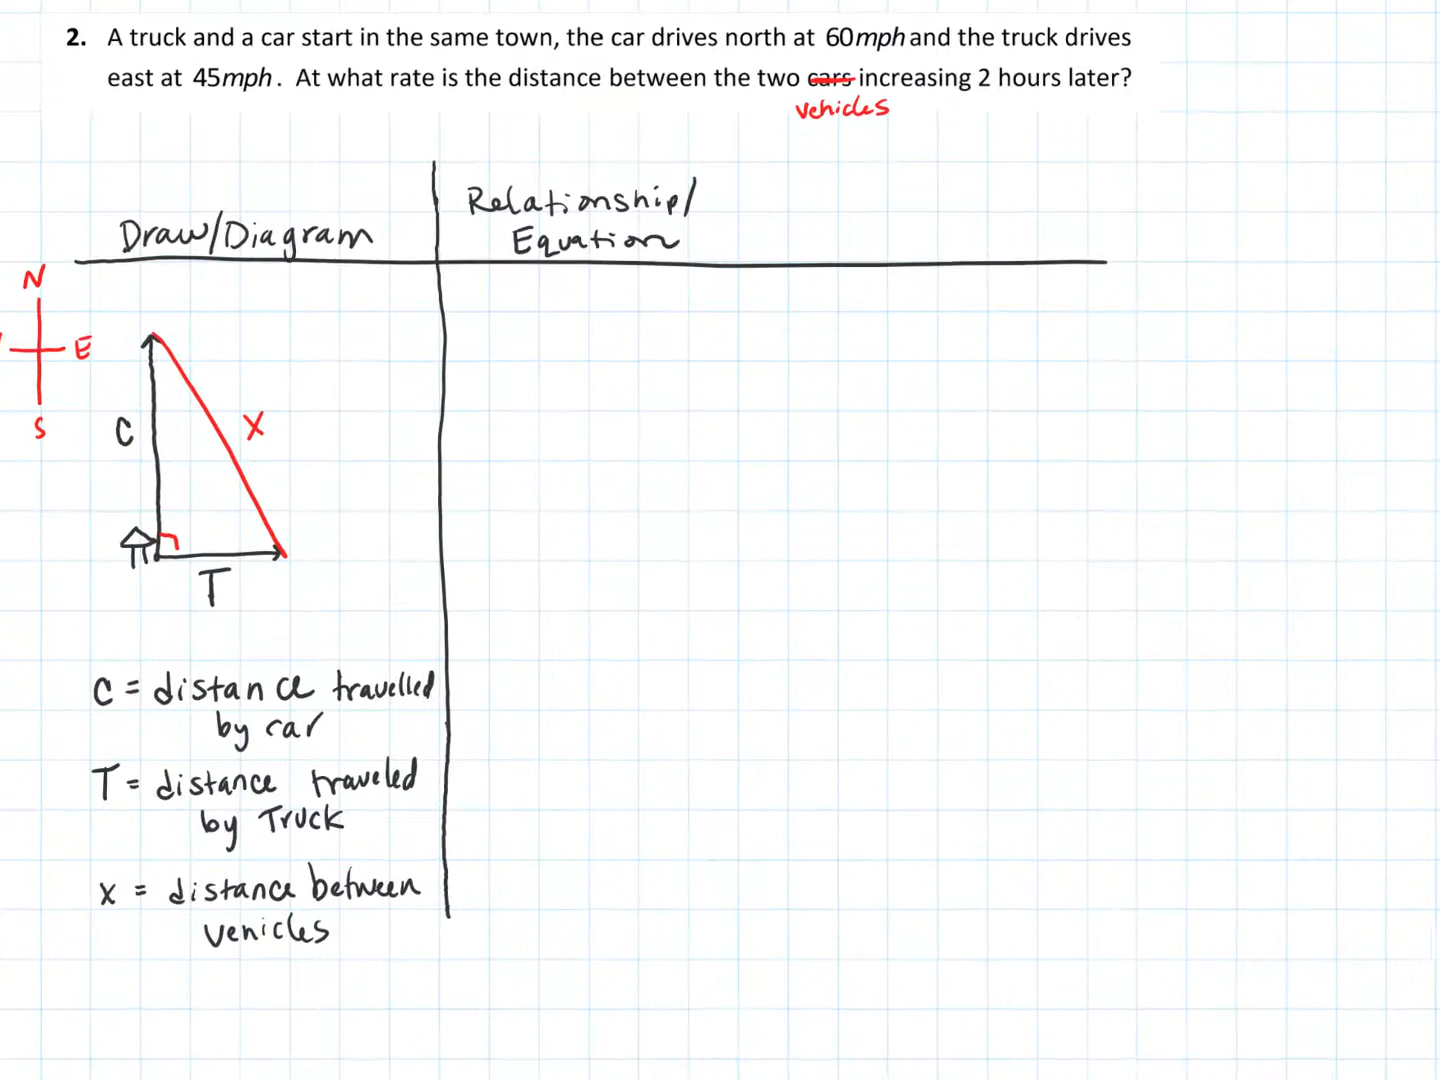 2. A truck and a car start in the same town, the car drives north at 60mph and the truck drives
east at 45mph. At what rate is the distance between the two cars increasing 2 hours later?
vehicles
Draw/Diagram
Relationship/
Equation
N
E
S
C
X
T
C = distance travelled
by car
T = distance traveled
by Truck
x = distance between
venicles